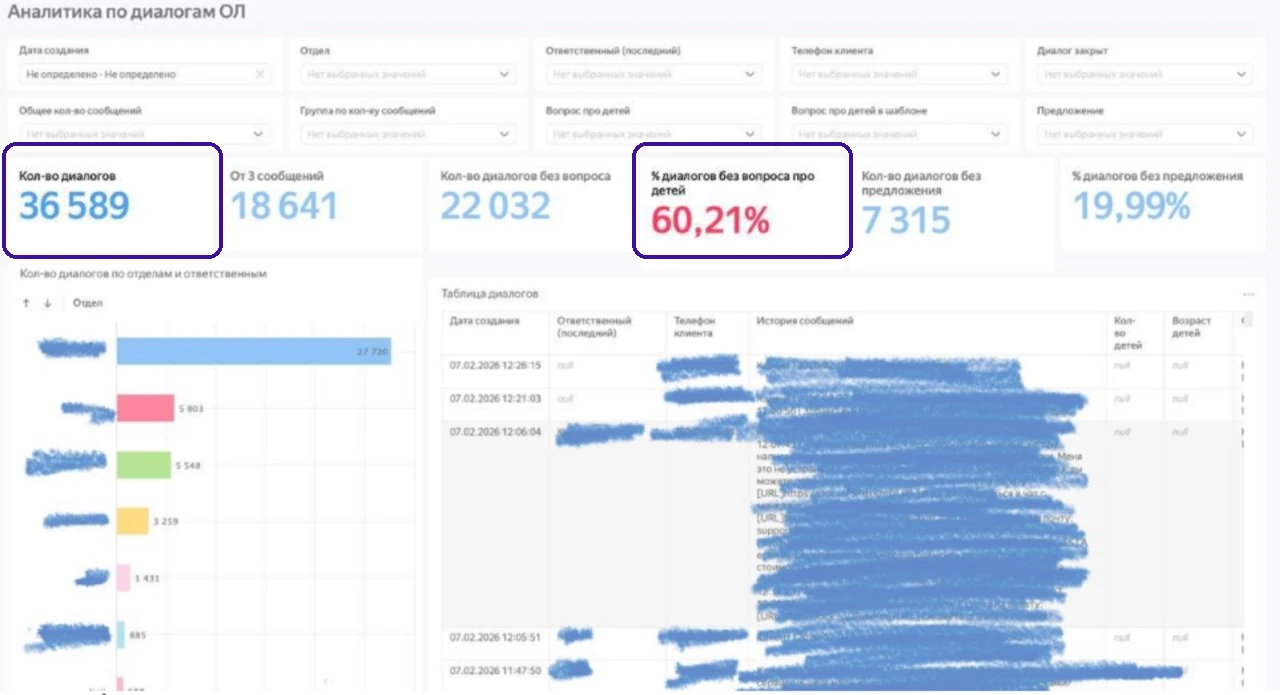 Аналитика по диалогам ОЛ
Дата создания
Отдел
Ответственный (последний)
Телефон клиента
Диалог закрыт
Не определено - Не определено
Нет выбранных значений
Нет выбранных значений
Нет выбранных значений
Нет выбранных значений
Общее кол-во сообщений
Группа по кол-ву сообщений
Вопрос про детей
Вопрос про детей в шаблоне
Предложение
Нет выбранных значений
Нет выбранных значений
Нет выбранных значений
Нет выбранных значений
Нет выбранных значений
Кол-во диалогов
36 589
От 3 сообщений
18 641
Кол-во диалогов без вопроса
22 032
% диалогов без вопроса про
детей
60,21%
Кол-во диалогов без
предложения
7 315
% диалогов без предложения
19,99%
Кол-во диалогов по отделам и ответственным
Отдел
27 720
5 803
5 548
3 259
1 431
885
Таблица диалогов
Дата создания
Ответственный
(последний)
Телефон
клиента
История сообщений
Кол-
во
детей
Возраст
детей
07.02.2026 12:26:15
null
null
null
07.02.2026 12:21:03
null
null
null
07.02.2026 12:06:04
null
null
Меня
это не
[URL
[URL
[URL
07.02.2026 12:05:51
null
null
07.02.2026 11:47:50